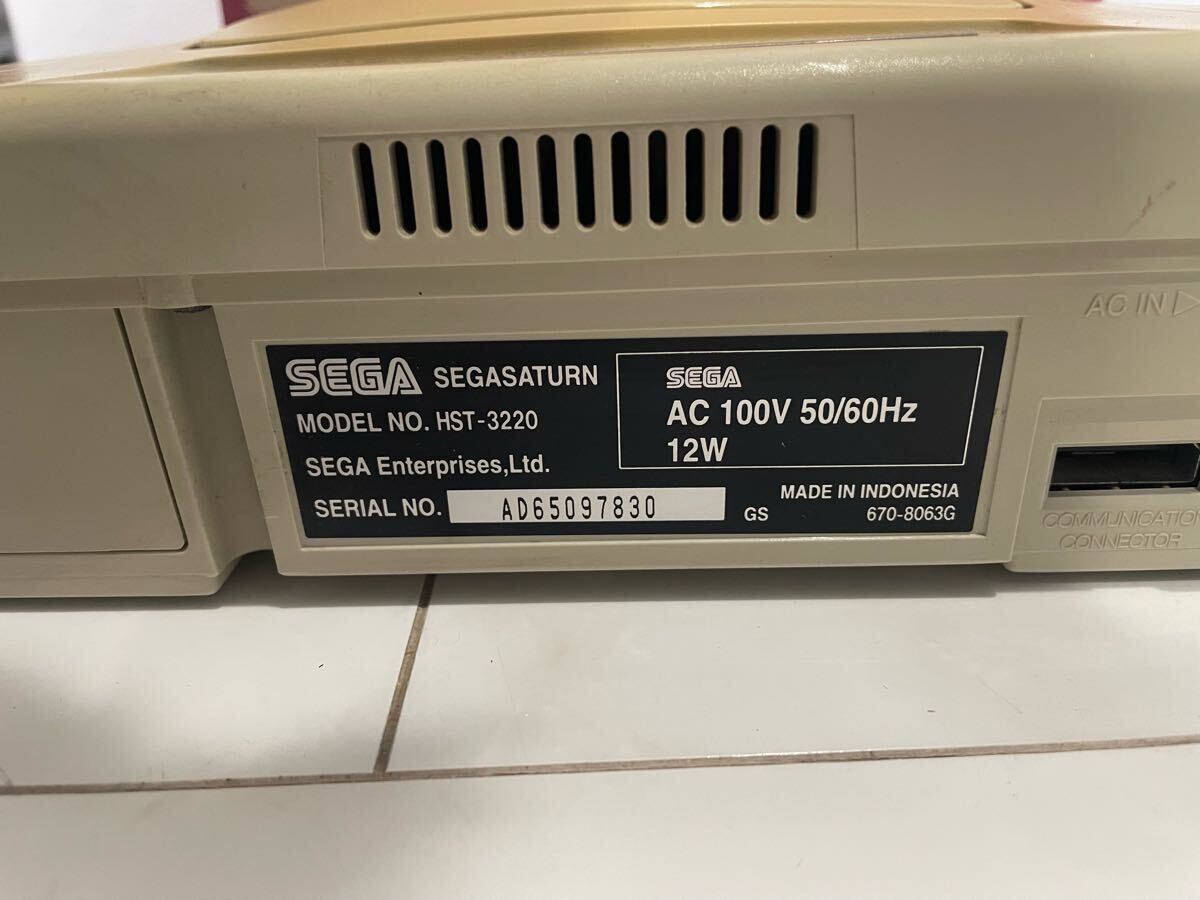 AC IN
SEGA SEGASATURN
MODEL NO. HST-3220
SEGA Enterprises,Ltd.
SERIAL NO. AD65097830
SEGA
AC 100V 50/60Hz
12W
GS
MADE IN INDONESIA
670-8063G
COMMUNICATION
CONNECTOR